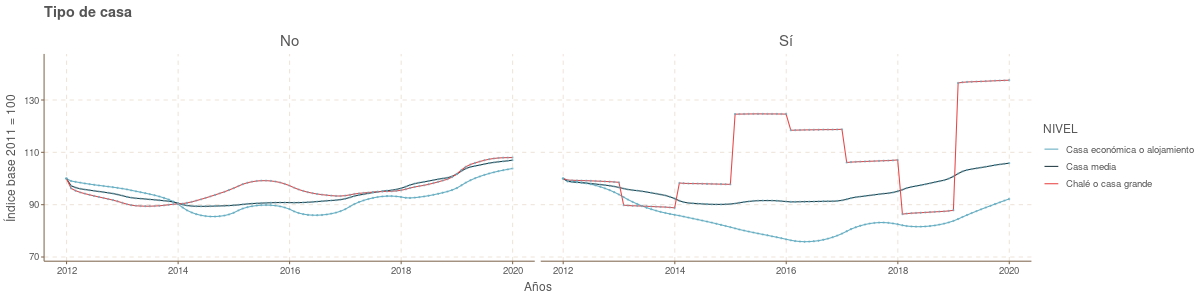 Tipo de casa
No
Sí
Índice base 2011 = 100
130
110
90
70
2012
2014
2016
2018
2020
2012
2014
2016
2018
2020
Años
NIVEL
Casa económica o alojamiento
Casa media
Chalé o casa grande